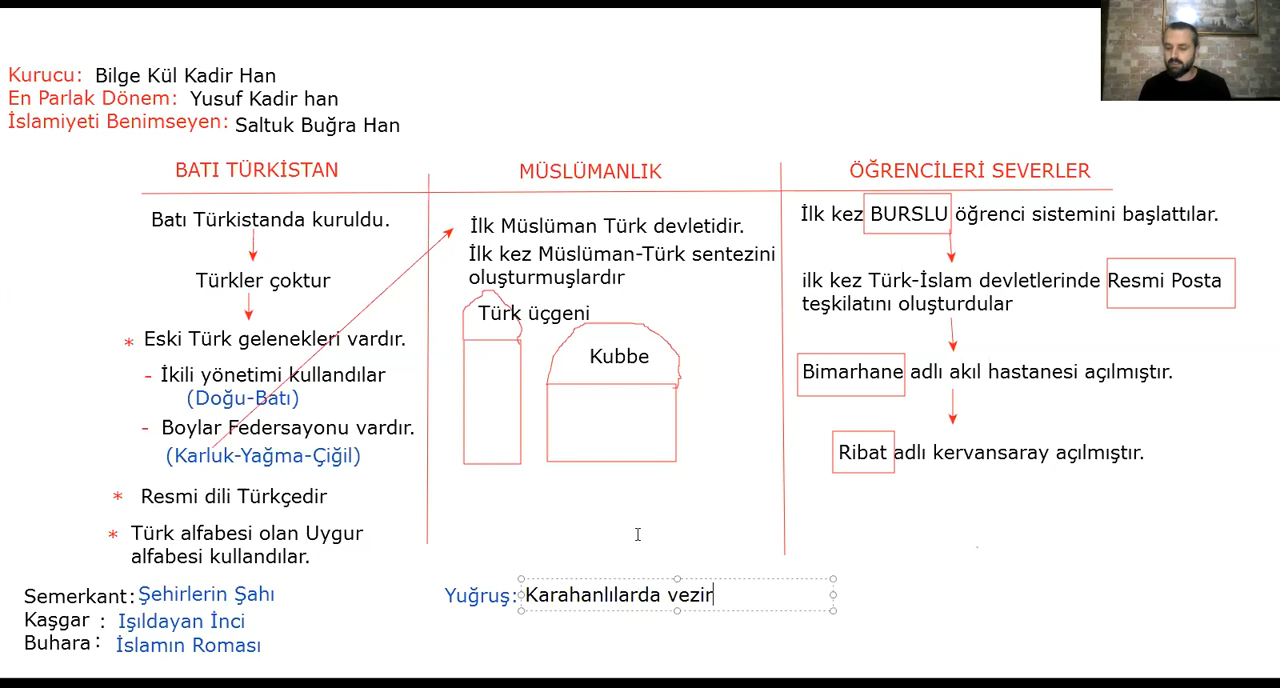 Kurucu: Bilge Kül Kadir Han
En Parlak Dönem: Yusuf Kadir han
İslamiyeti Benimseyen: Saltuk Buğra Han
BATI TÜRKİSTAN
Batı Türkistanda kuruldu.
Türkler çoktur
* Eski Türk gelenekleri vardır.
- İkili yönetimi kullandılar
(Doğu-Batı)
- Boylar Federsayonu vardır.
(Karluk-Yağma-Çiğil)
* Resmi dili Türkçedir
* Türk alfabesi olan Uygur
alfabesi kullandılar.
MÜSLÜMANLIK
İlk Müslüman Türk devletidir.
İlk kez Müslüman-Türk sentezini
oluşturmuşlardır
Türk üçgeni
Kubbe
ÖĞRENCİLERİ SEVERLER
İlk kez BURSLU öğrenci sistemini başlattılar.
ilk kez Türk-İslam devletlerinde Resmi Posta
teşkilatını oluşturdular
Bimarhane adlı akıl hastanesi açılmıştır.
Ribat adlı kervansaray açılmıştır.
Semerkant: Şehirlerin Şahı
Kaşgar : Işıldayan İnci
Buhara: İslamın Roması
Yuğruş: Karahanlılarda vezir